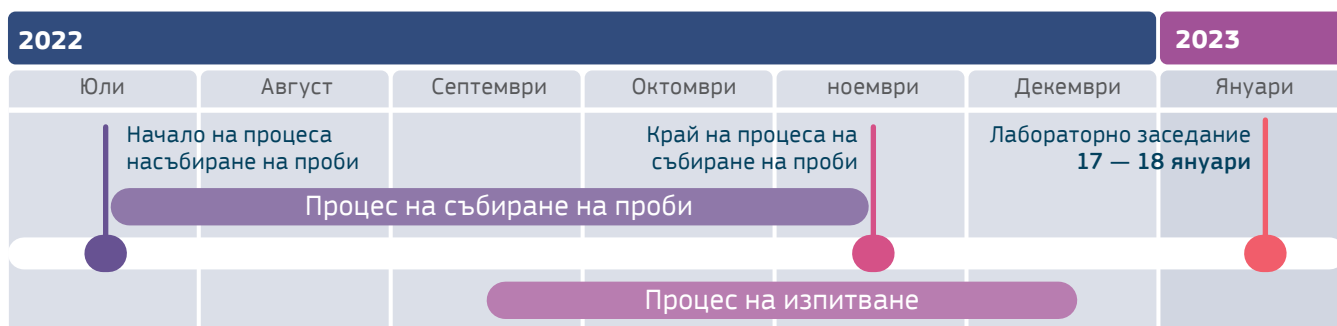 2022
2023
Юли
Август
Септември
Октомври
ноември
Декември
Януари
Начало на процеса
насъбиране на проби
Край на процеса на
събиране на проби
Лабораторно заседание
17 — 18 януари
Процес на събиране на проби
Процес на изпитване